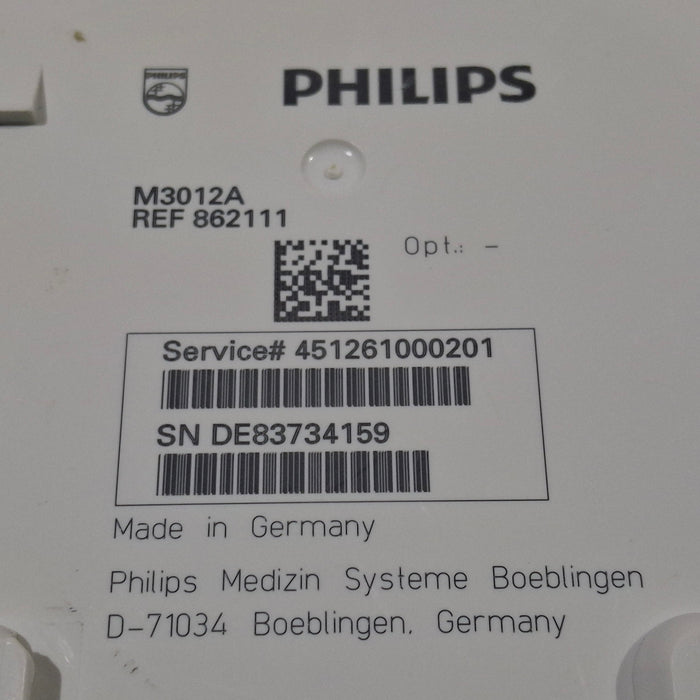 PHILIPS
PHILIPS
M3012A
REF 862111
Opt.: -
Service# 451261000201
SN DE83734159
Made in Germany
Philips Medizin Systeme Boeblingen
D-71034 Boeblingen, Germany